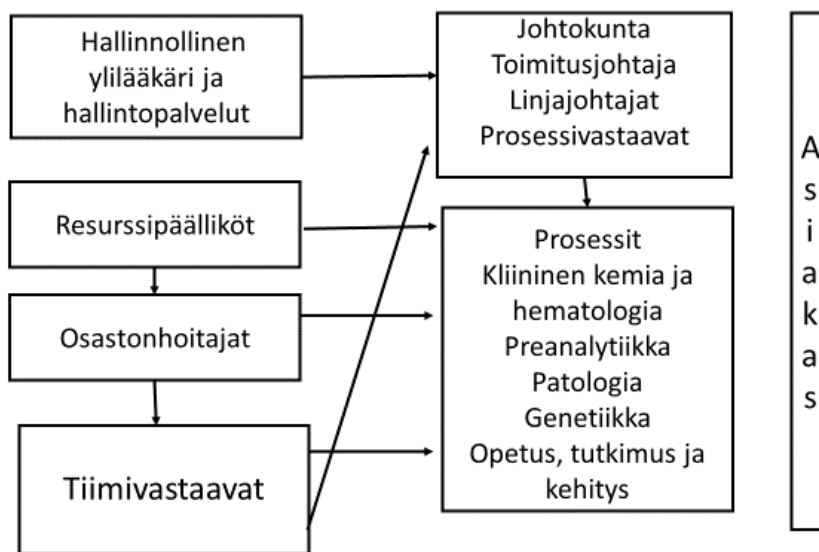 Hallinnollinen
ylilääkäri ja
hallintopalvelut
Johtokunta
Toimitusjohtaja
Linjajohtajat
Prosessivastaavat
Resurssipäälliköt
Osastonhoitajat
Tiimivastaavat
Prosessit
Kliininen kemia ja
hematologia
Preanalytiikka
Patologia
Genetiikka
Opetus, tutkimus ja
kehitys
A
s
i
a
k
a
s